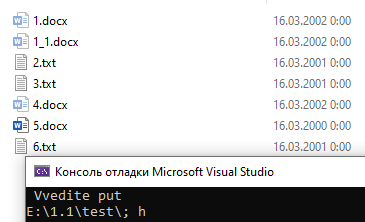 1.docx 16.03.2002 0:00
1_1.docx 16.03.2002 0:00
2.txt 16.03.2001 0:00
3.txt 16.03.2001 0:00
4.docx 16.03.2002 0:00
5.docx 16.03.2000 0:00
6.txt 16.03.2001 0:00
Консоль отладки Microsoft Visual Studio
Vvedite put
E:\1.1\test\; h